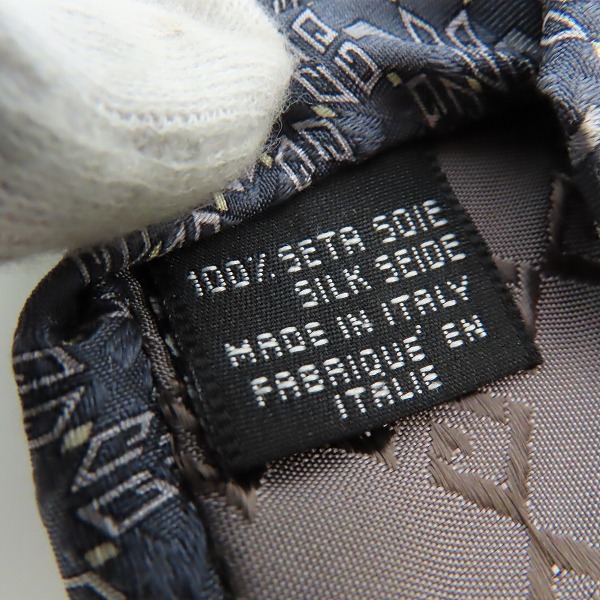 100% SETA SOIE
SILK SEIDE
MADE IN ITALY
FABRIQUÉ EN
ITALIE